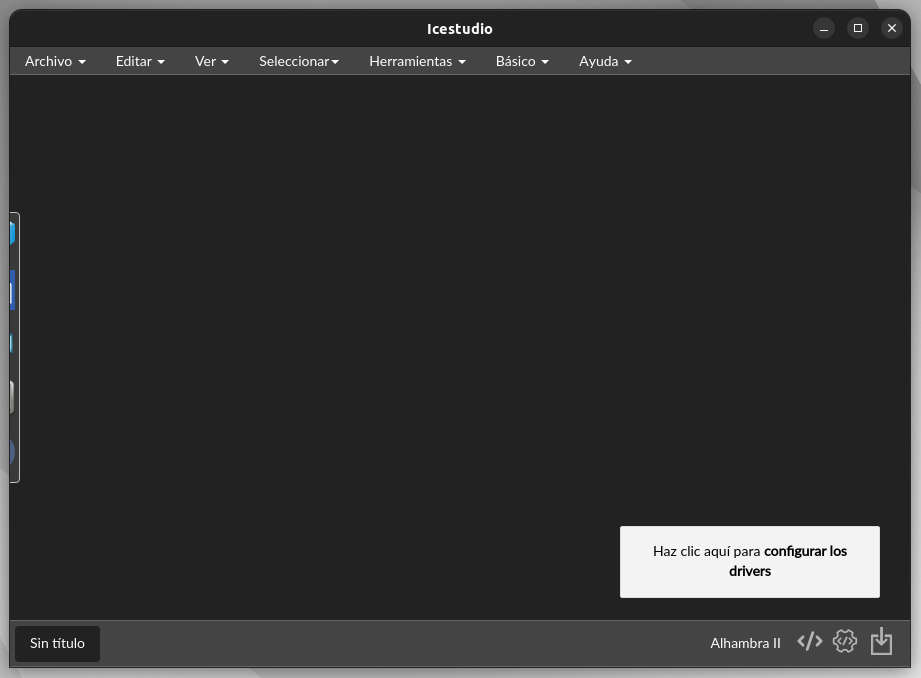 Icestudio
Archivo Editar Ver Seleccionar Herramientas Básico Ayuda
Haz clic aquí para configurar los
drivers
Sin título Alhambra II